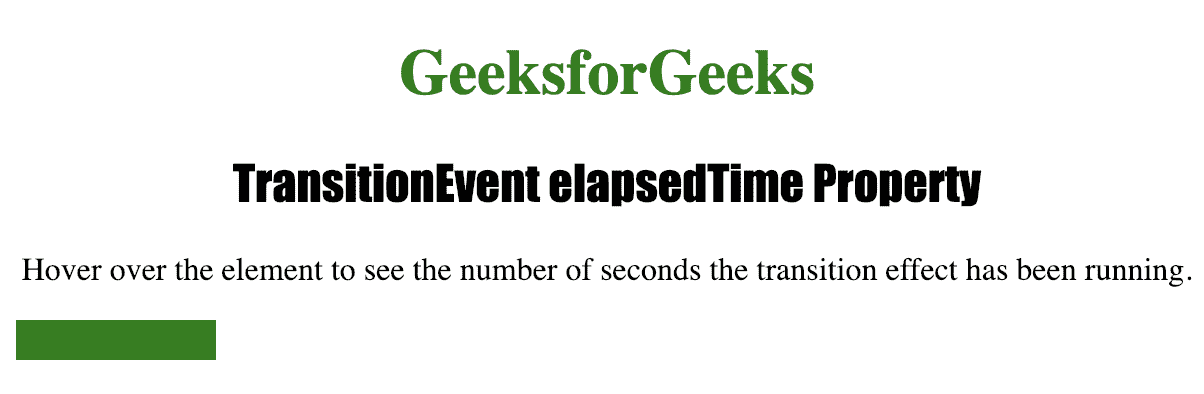 GeeksforGeeks
TransitionEvent elapsedTime Property
Hover over the element to see the number of seconds the transition effect has been running.